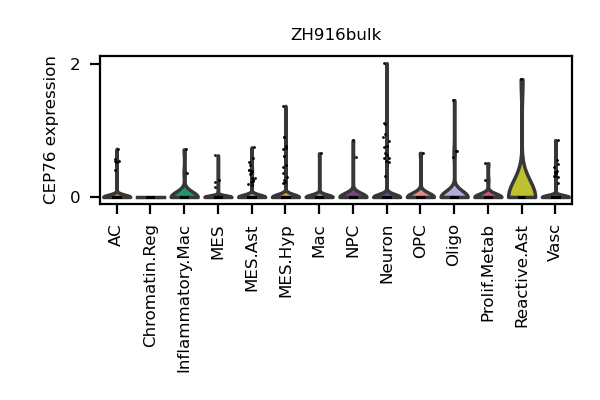 ZH916bulk
CEP76 expression
2
0
AC
Chromatin.Reg
Inflammatory.Mac
MES
MES.Ast
MES.Hyp
Mac
NPC
Neuron
OPC
Oligo
Prolif.Metab
Reactive.Ast
Vasc